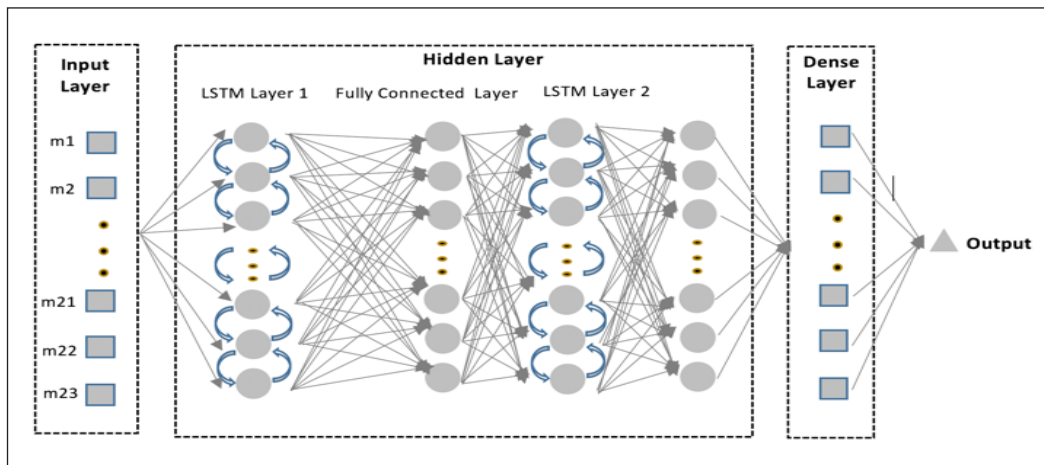 Input
Layer
m1
m2
m21
m22
m23
Hidden Layer
LSTM Layer 1
Fully Connected Layer
LSTM Layer 2
Dense
Layer
Output